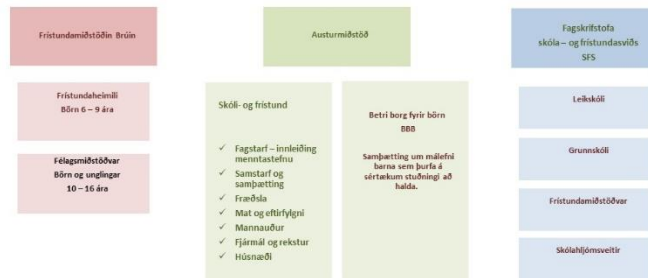 Frístundamiðstöðin Brúin
Frístundaheimili
Börn 6 – 9 ára
Félagsmiðstöðvar
Börn og unglingar
10 – 16 ára
Austurmiðstöð
Skóli- og frístund
✓ Fagstarf – innleiðing
menntastefnu
✓ Samstarf og
samþætting
✓ Fræðsla
✓ Mat og eftirfylgni
✓ Mannauður
✓ Fjármál og rekstur
✓ Húsnæði
Betri borg fyrir börn
BBB
Samþætting um málefni
barna sem þurfa á
sértækum stuðningi að
halda.
Fagskrifstofa
skóla – og frístundasviðs
SFS
Leikskóli
Grunnskóli
Frístundamiðstöðvar
Skólahljómsveitir